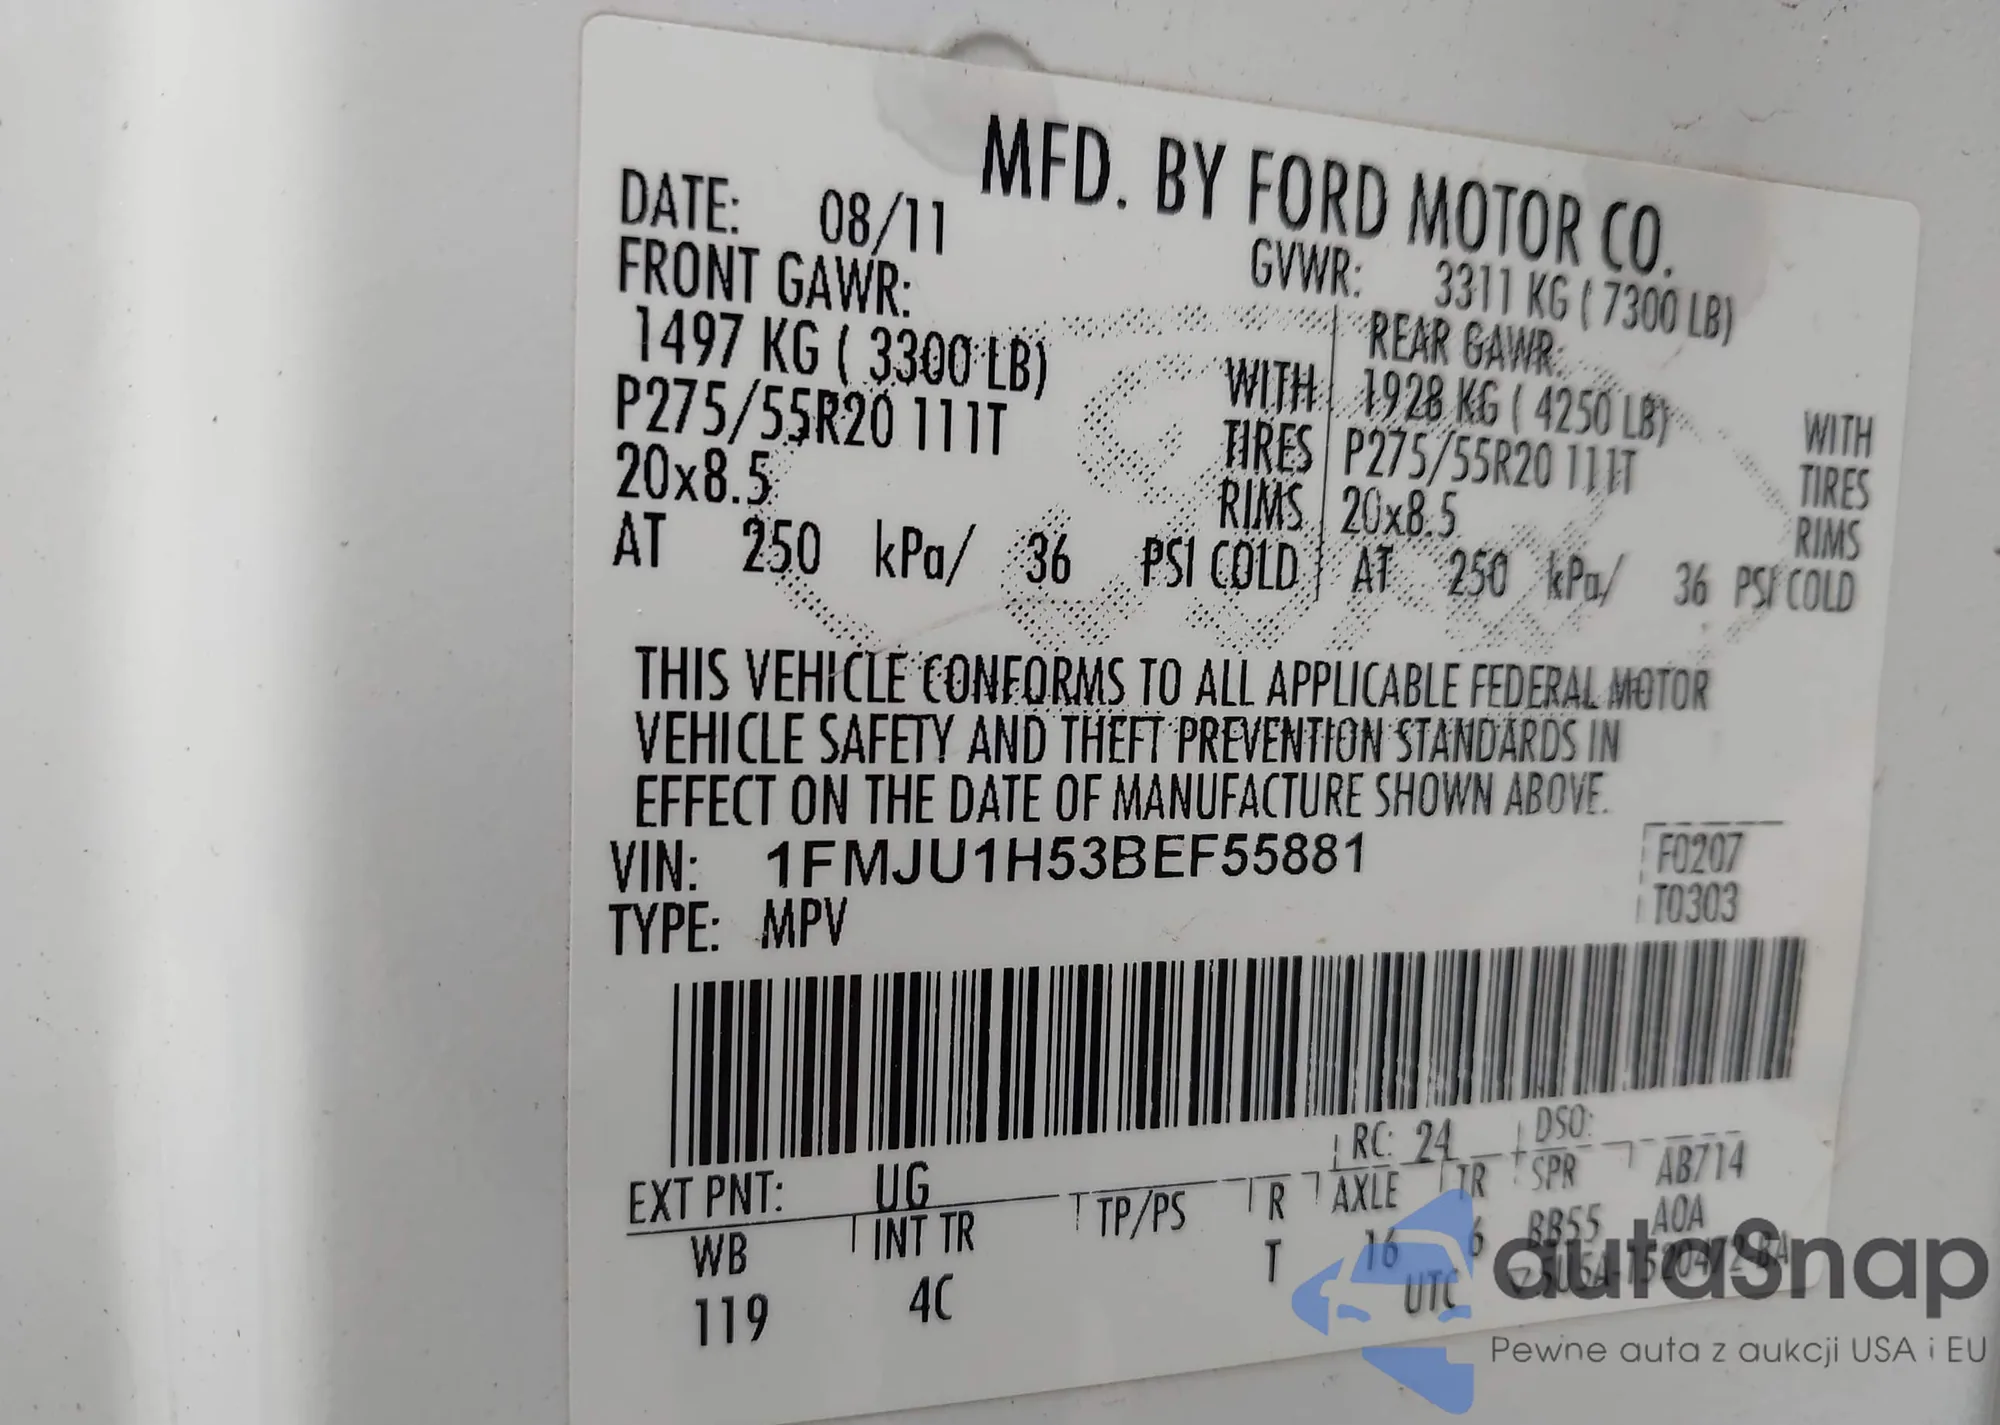 MFD. BY FORD MOTOR CO.
DATE: 08/11
GVWR: 3311 KG ( 7300 LB)
FRONT GAWR:
REAR GAWR:
1497 KG ( 3300 LB) WITH
1928 KG ( 4250 LB) WITH
P275/55R20 111T TIRES
P275/55R20 111T TIRES
20x8.5 RIMS
20x8.5 RIMS
AT 250 kPa/ 36 PSI COLD
AT 250 kPa/ 36 PSI COLD
THIS VEHICLE CONFORMS TO ALL APPLICABLE FEDERAL MOTOR
VEHICLE SAFETY AND THEFT PREVENTION STANDARDS IN
EFFECT ON THE DATE OF MANUFACTURE SHOWN ABOVE.
VIN: 1FMJU1H53BEF55881
F0207
TYPE: MPV
T0303
EXT PNT: UG
RC: 24
DSO:
WB INT TR TP/PS R AXLE TR SPR AB714
119 4C T 16 6 BB55 A0A
UTC
autaSnap
Pewne auta z aukcji USA i EU